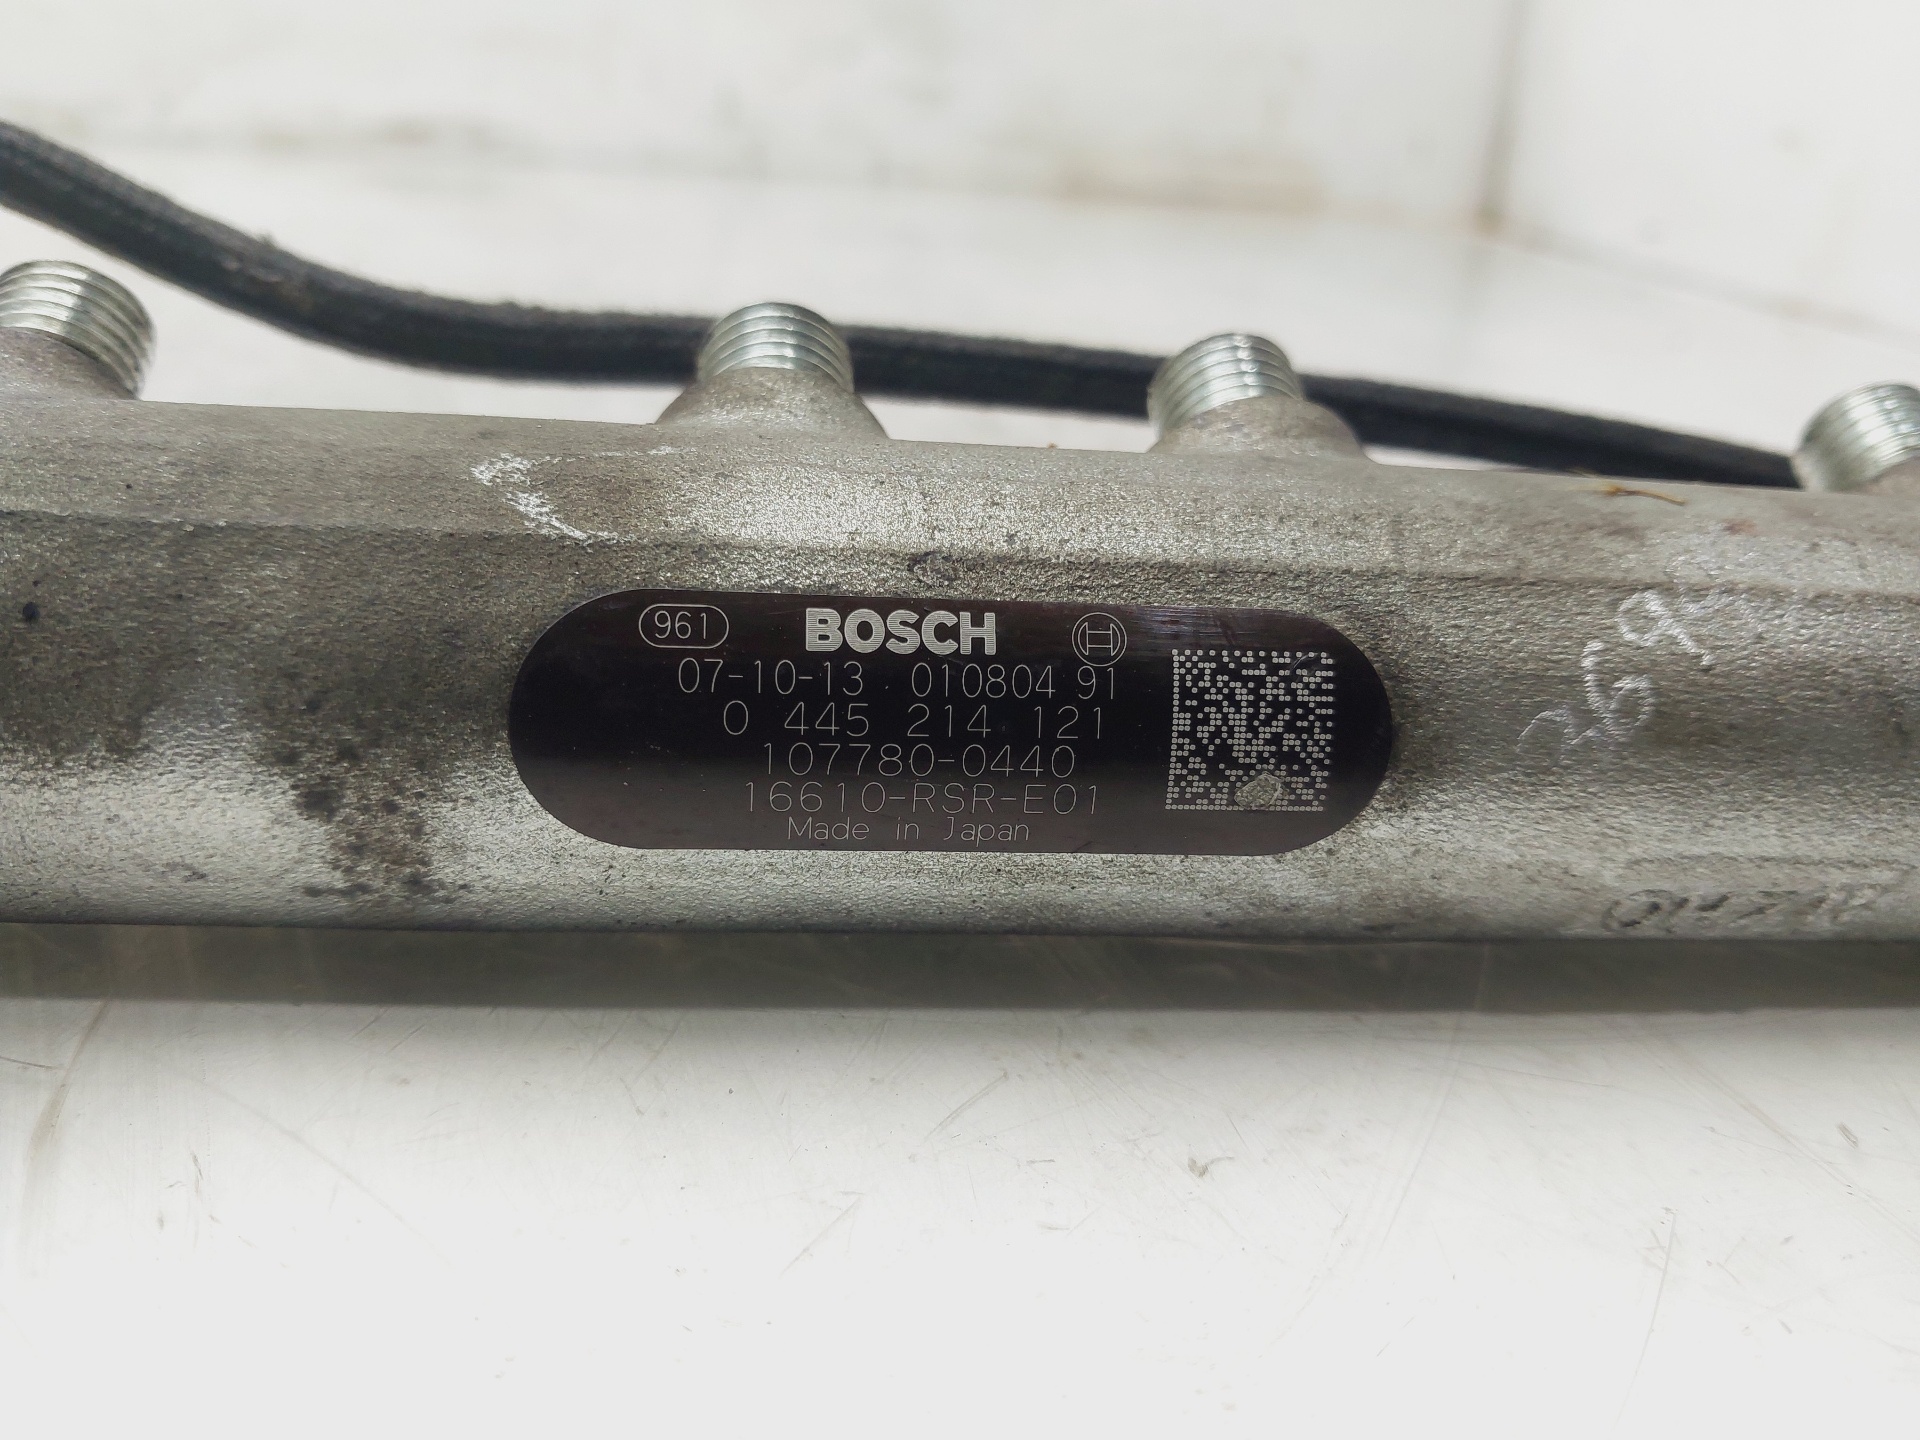 961 BOSCH
07-10-13 010804 91
0 445 214 121
107780-0440
16610-RSR-E01
Made in Japan